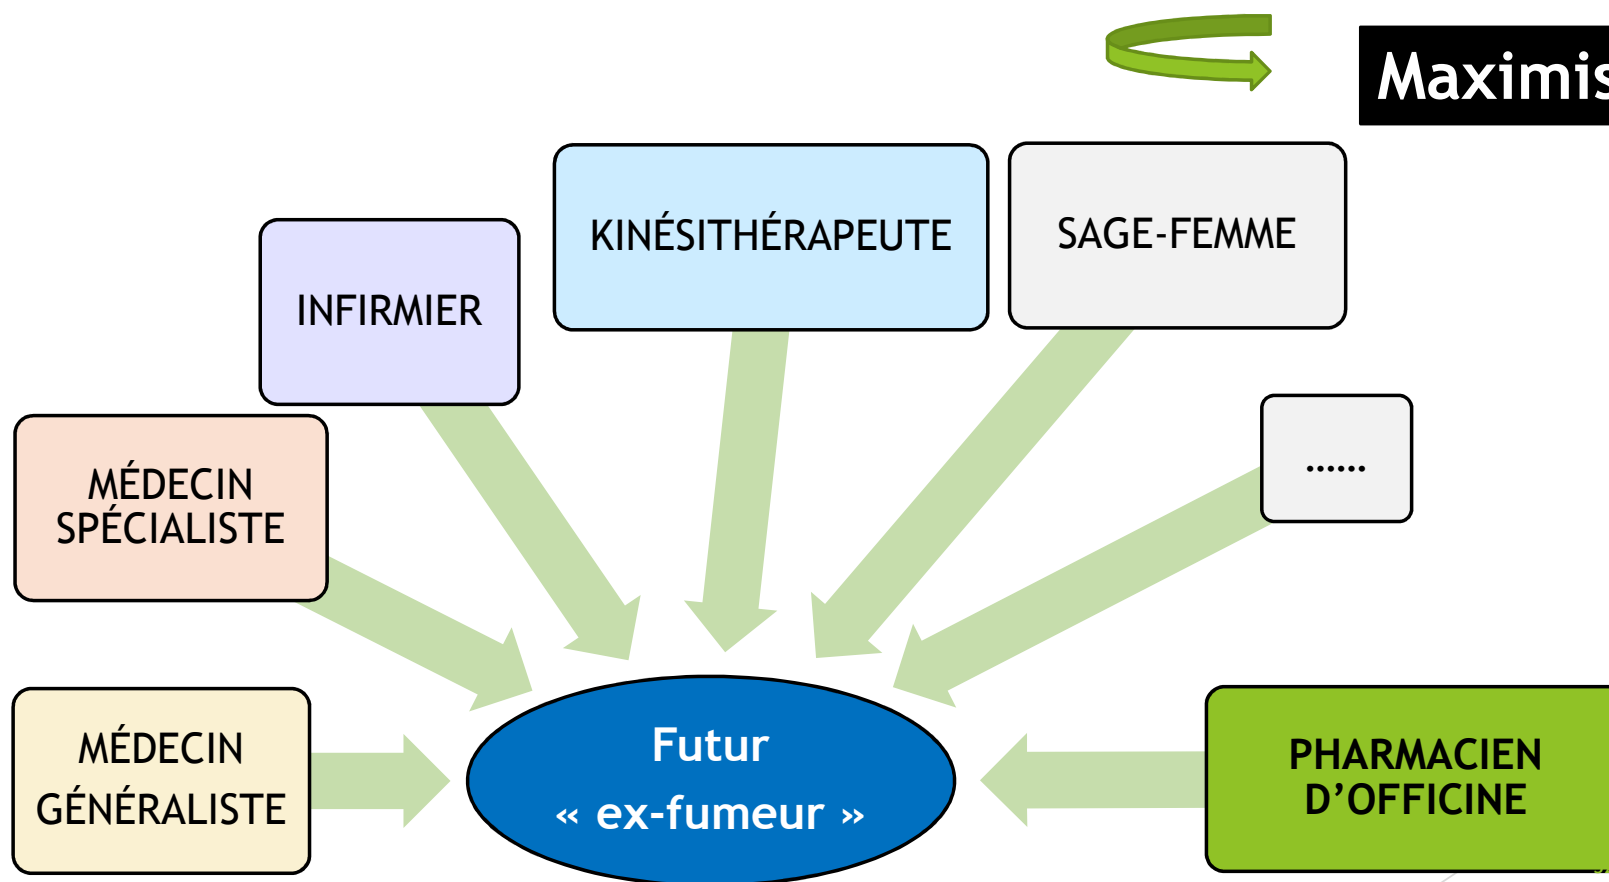 Maximis
KINÉSITHÉRAPEUTE
SAGE-FEMME
INFIRMIER
......
MÉDECIN
SPÉCIALISTE
MÉDECIN
GÉNÉRALISTE
Futur
« ex-fumeur »
PHARMACIEN
D’OFFICINE